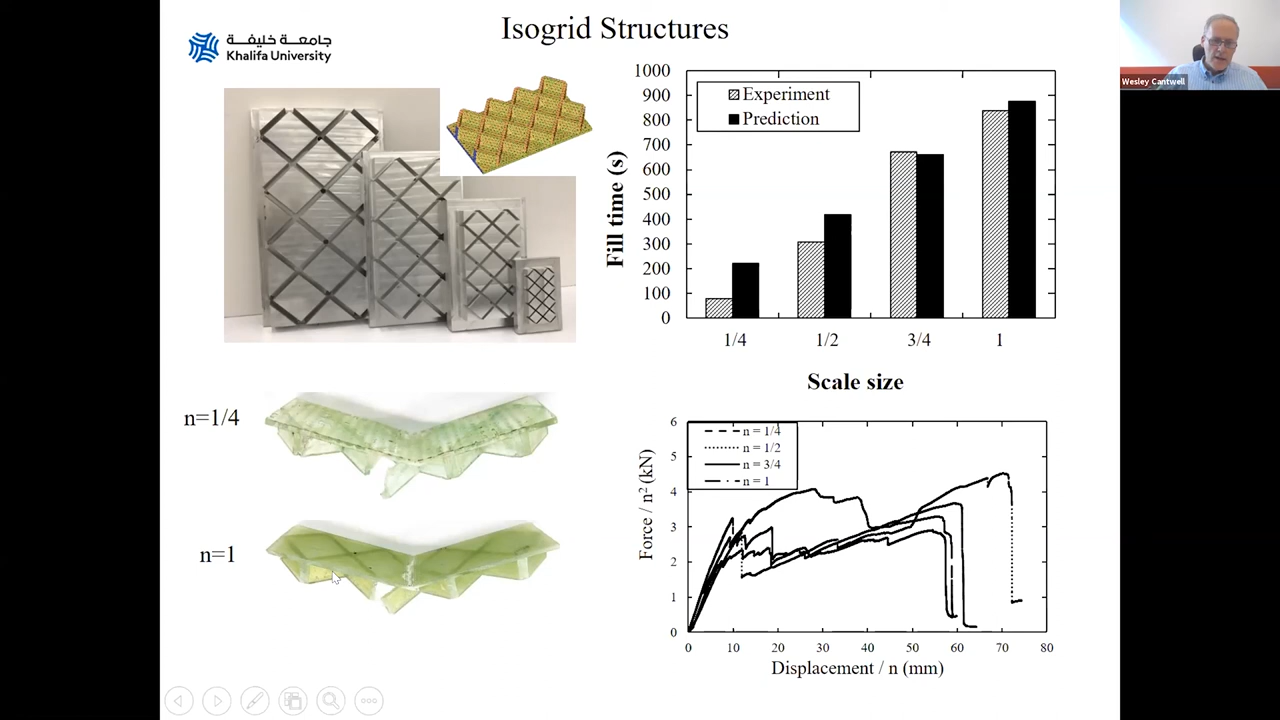 Isogrid Structures
جامعــة خليفــة
Khalifa University
Wesley Cantwell
1000
900
800
700
600
500
400
300
200
100
0
Fill time (s)
Experiment
Prediction
1/4
1/2
3/4
1
Scale size
n=1/4
n=1
6
5
4
3
2
1
0
Force / n² (kN)
n = 1/4
n = 1/2
n = 3/4
n = 1
0
10
20
30
40
50
60
70
80
Displacement / n (mm)